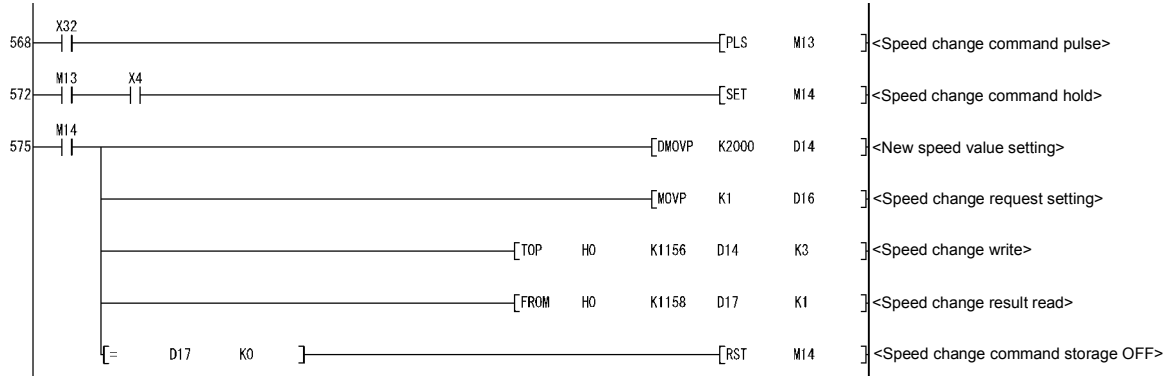 X32
568 [PLS M13 ] <Speed change command pulse>
M13 X4
572 [SET M14 ] <Speed change command hold>
M14
575 [DMOVP K2000 D14 ] <New speed value setting>
[MOVP K1 D16 ] <Speed change request setting>
[TOP H0 K1156 D14 K3 ] <Speed change write>
[FROM H0 K1158 D17 K1 ] <Speed change result read>
[= D17 K0 ] [RST M14 ] <Speed change command storage OFF>